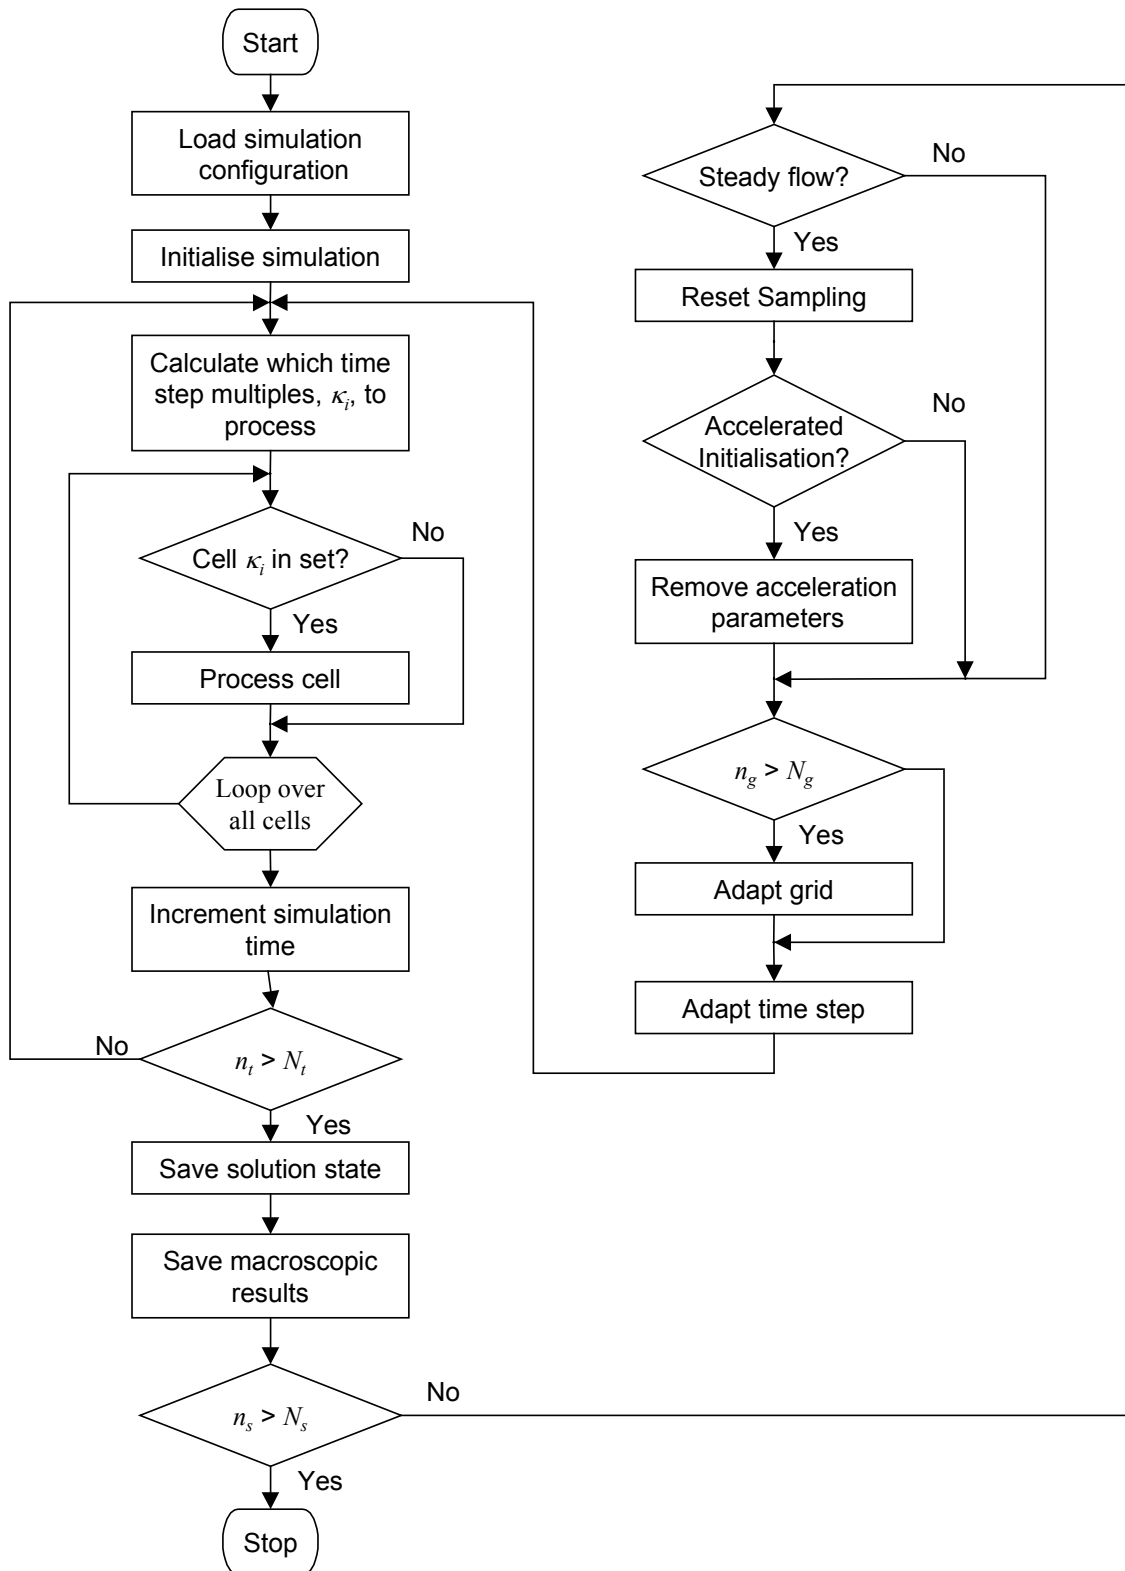 Start
Load simulation
configuration
Initialise simulation
Calculate which time
step multiples, κi, to
process
No
Cell κi in set?
Yes
Process cell
Loop over
all cells
Increment simulation
time
No
nt > Nt
Yes
Save solution state
Save macroscopic
results
No
ns > Ns
Yes
Stop
No
Steady flow?
Yes
Reset Sampling
No
Accelerated
Initialisation?
Yes
Remove acceleration
parameters
ng > Ng
Yes
Adapt grid
Adapt time step